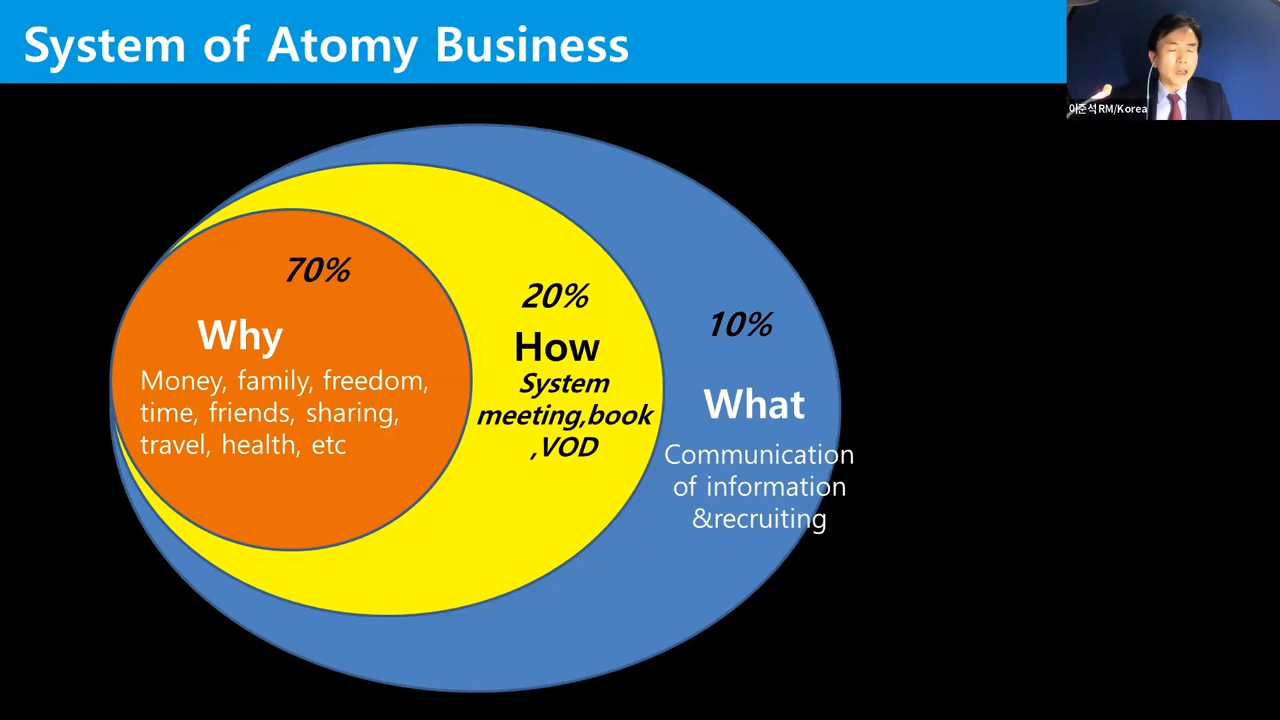 System of Atomy Business
이준석RM/Korea
70%
Why
Money, family, freedom,
time, friends, sharing,
travel, health, etc
20%
How
System
meeting,book
,VOD
10%
What
Communication
of information
&recruiting